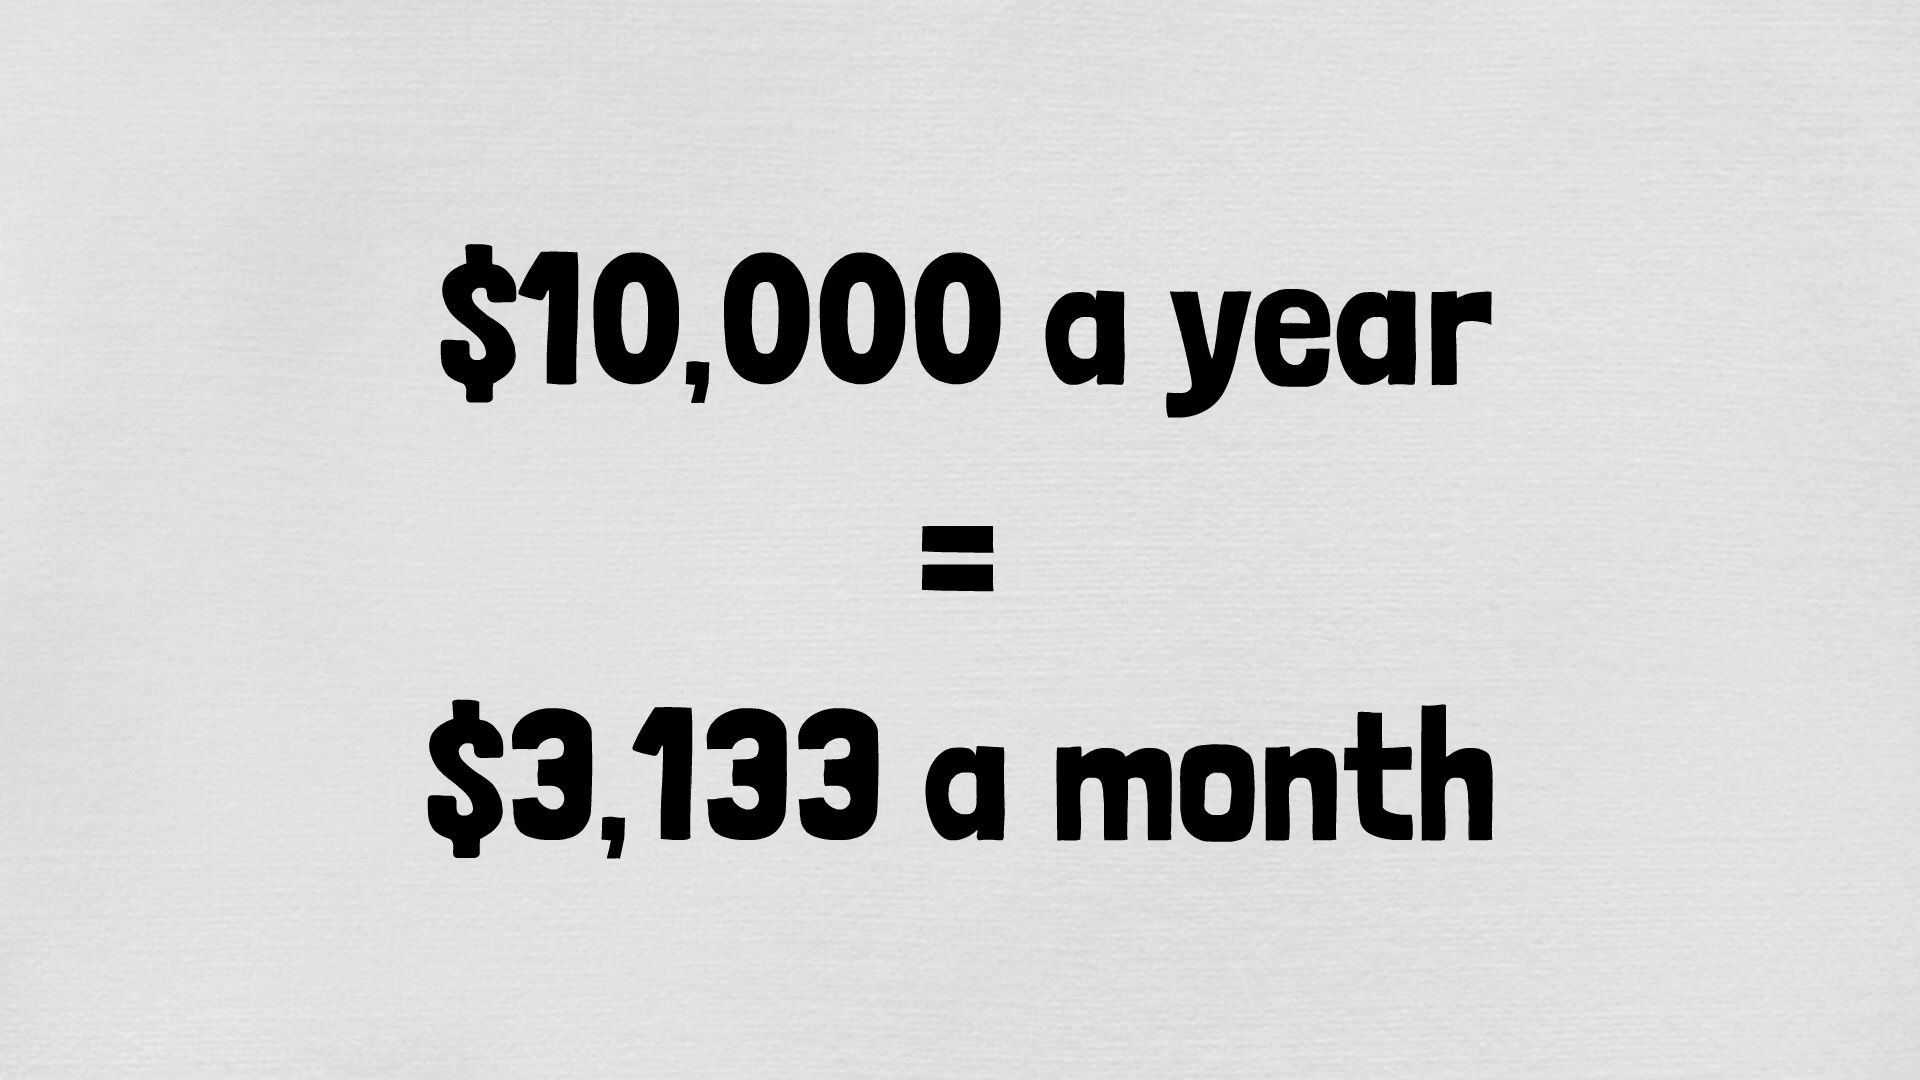 $10,000 a year
=
$3,133 a month